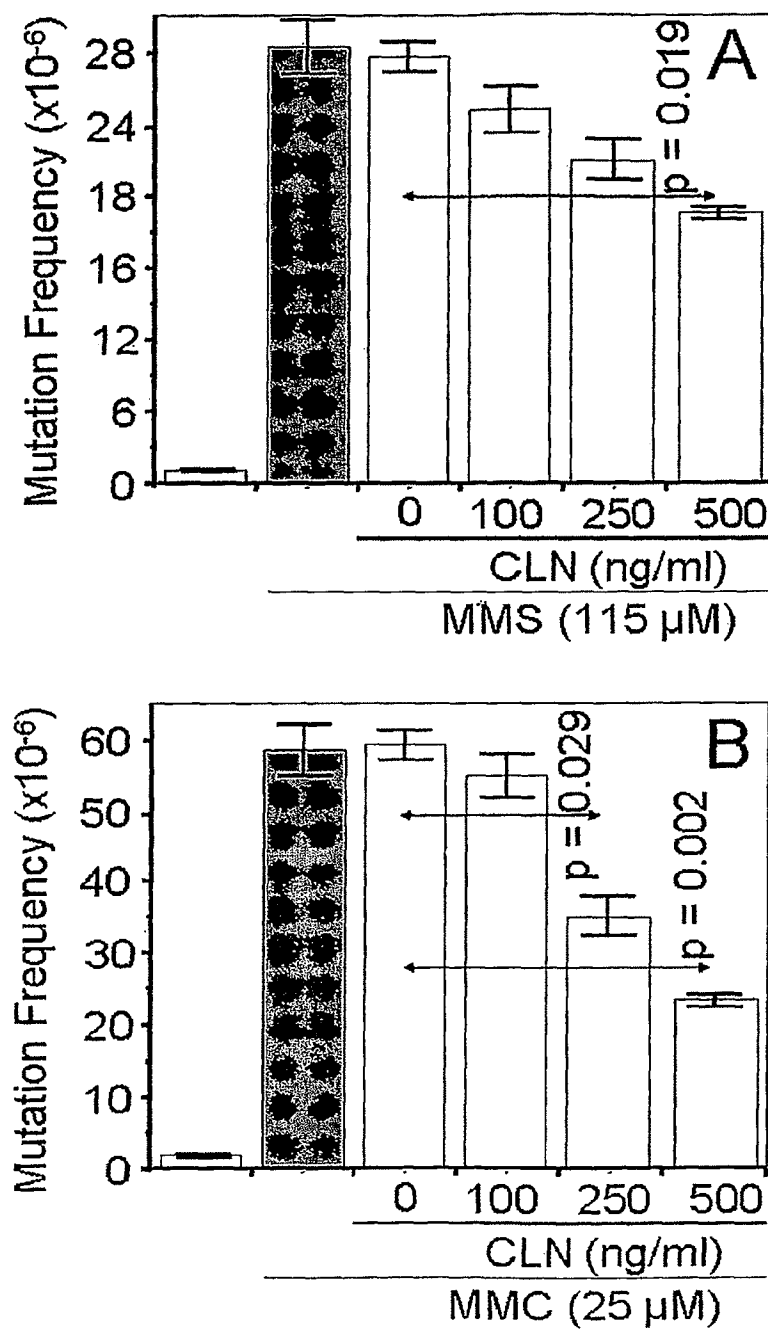 A
Mutation Frequency (x10-6)
28
24
18
16
12
6
0
p = 0.019
0 100 250 500
CLN (ng/ml)
MMS (115 µM)
B
Mutation Frequency (x10-6)
60
50
40
30
20
10
0
p = 0.029
p = 0.002
0 100 250 500
CLN (ng/ml)
MMC (25 µM)